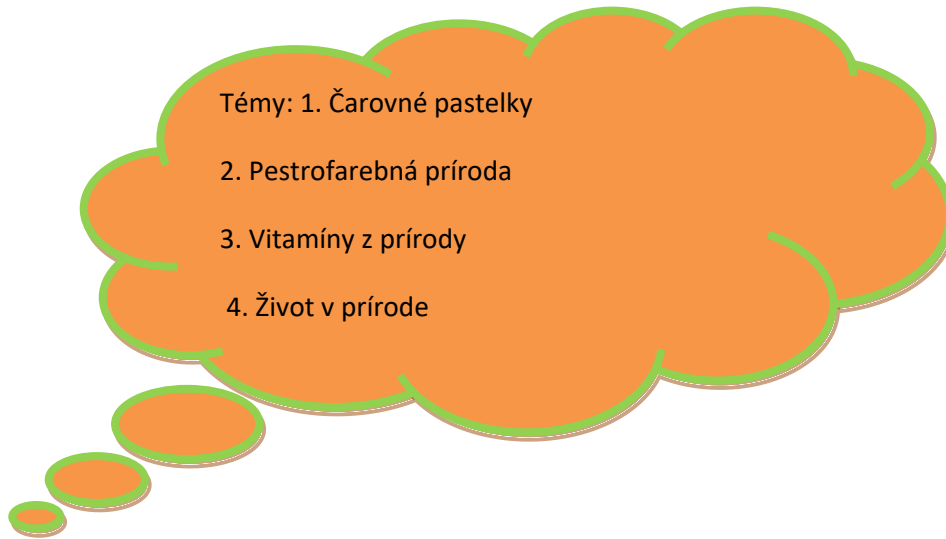 Témy: 1. Čarovné pastelky
2. Pestrofarebná príroda
3. Vitamíny z prírody
4. Život v prírode